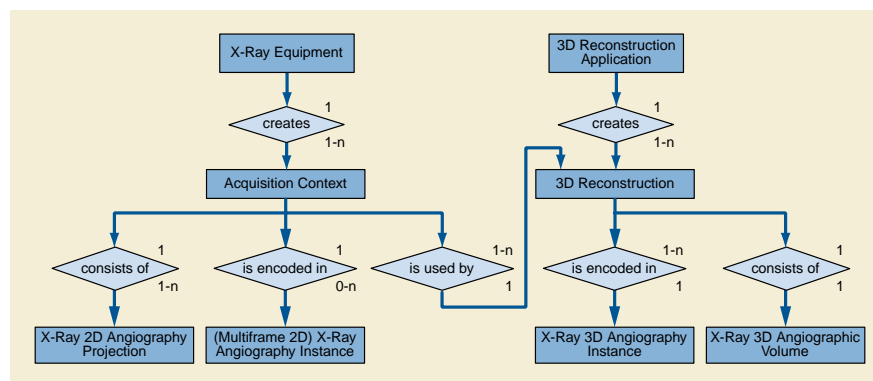 X-Ray Equipment
3D Reconstruction
Application
1
creates
1-n
1
creates
1-n
Acquisition Context
3D Reconstruction
1
consists of
1-n
1
is encoded in
0-n
1-n
is used by
1
1-n
is encoded in
1
1
consists of
1
X-Ray 2D Angiography
Projection
(Multiframe 2D) X-Ray
Angiography Instance
X-Ray 3D Angiography
Instance
X-Ray 3D Angiographic
Volume